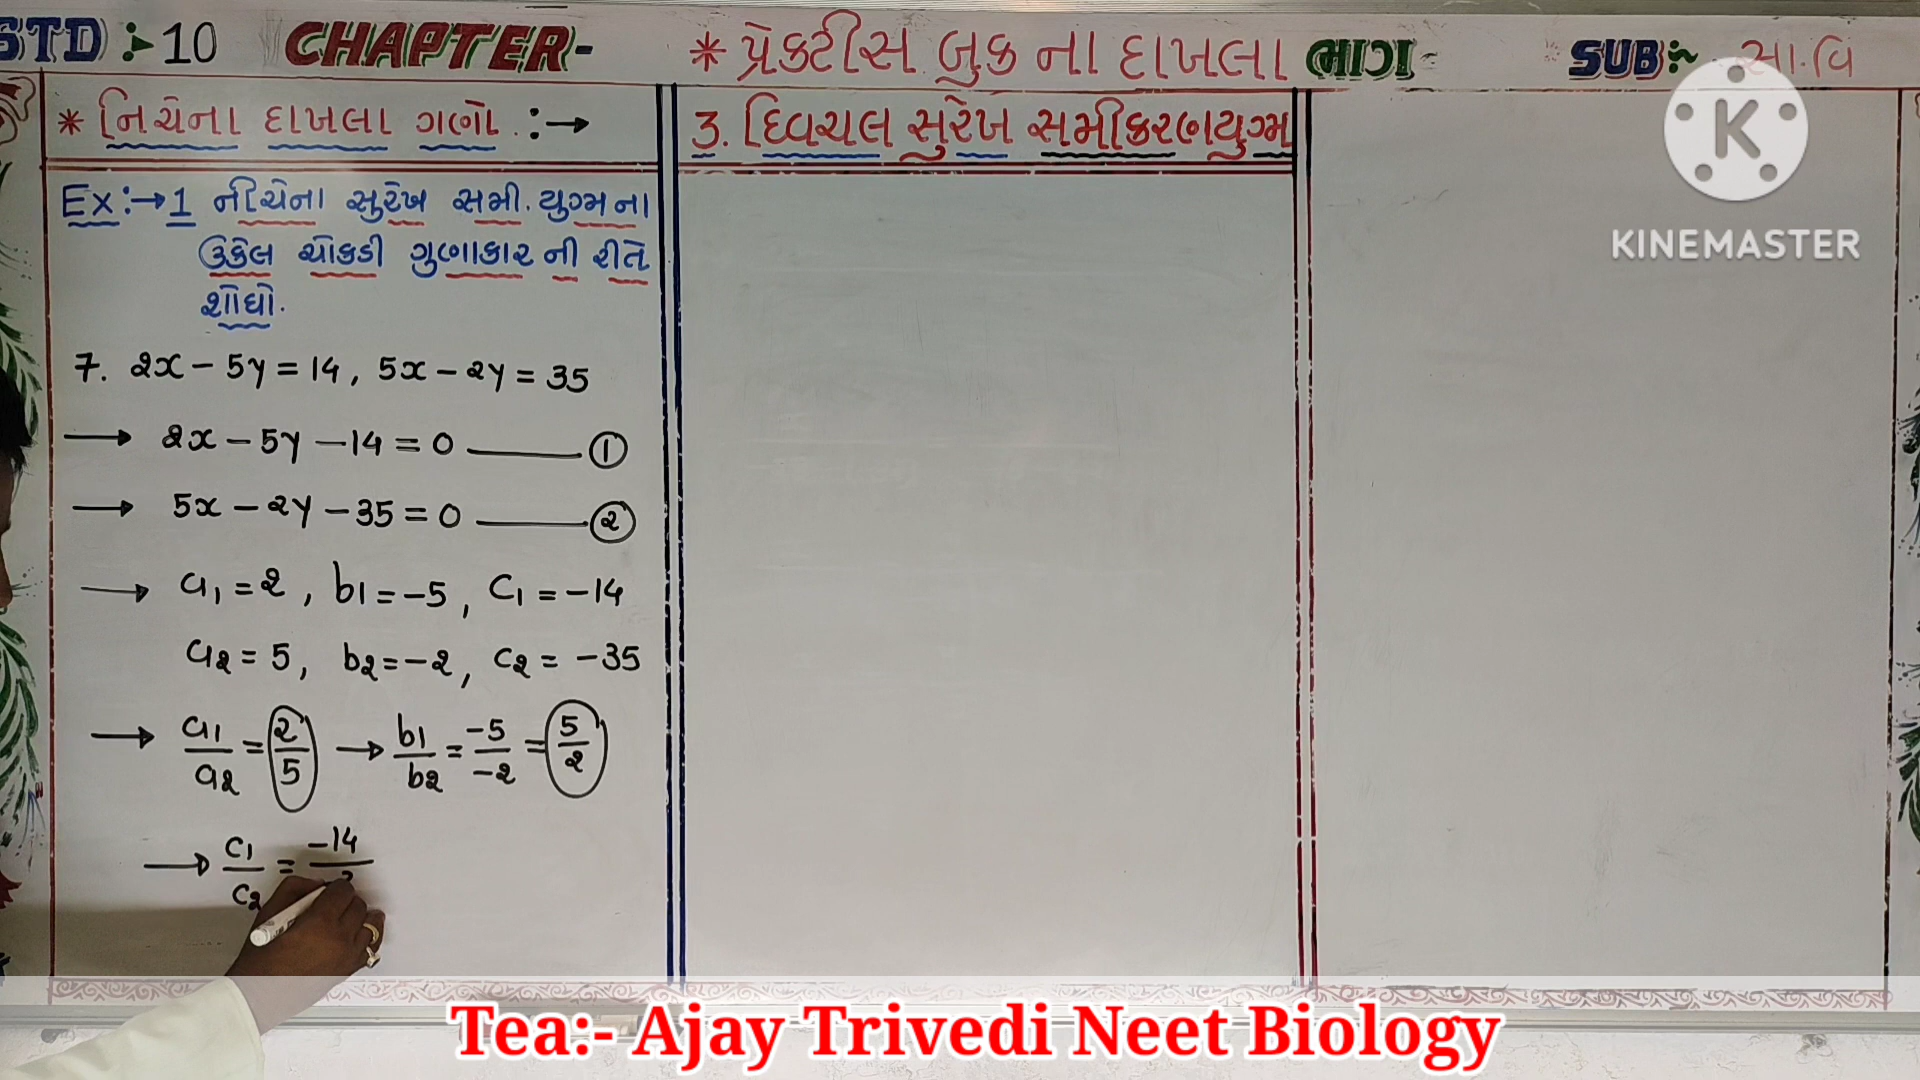 STD :- 10 CHAPTER- * પ્રેકટીસ બુક ના દાખલા ભાગ- SUB:~ સા.વિ
* નિચેના દાખલા ગણો :→
Ex:→1 નીચેના સુરેખ સમી. યુગ્મ ના
ઉકેલ ચોકડી ગુણાકાર ની રીતે
શોધો.
7. 2x – 5y = 14, 5x – 2y = 35
→ 2x – 5y – 14 = 0 ——— ①
→ 5x – 2y – 35 = 0 ——— ②
→ a₁ = 2, b₁ = –5, c₁ = –14
a₂ = 5, b₂ = –2, c₂ = –35
→ a₁/a₂ = 2/5 → b₁/b₂ = -5/-2 = 5/2
→ c₁/c₂ = -14
3. દ્વિચલ સુરેખ સમીકરણયુગ્મ
K
KINEMASTER
Tea:- Ajay Trivedi Neet Biology